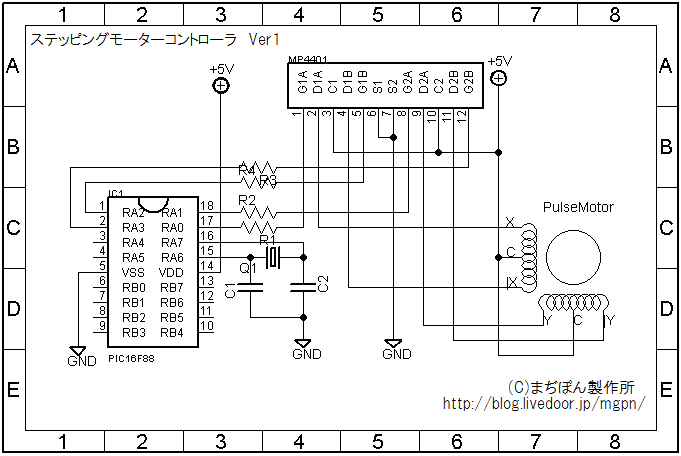 1 2 3 4 5 6 7 8
A A
B B
C C
D D
E E
1 2 3 4 5 6 7 8
ステッピングモーターコントローラ Ver1
+5V
MP4401
+5V
G1A D1A C1 D1B G1B S1 S2 G2A D2A C2 D2B G2B
1 2 3 4 5 6 7 8 9 10 11 12
R4
R3
R2
R1
IC1
1 RA2 RA1 18
2 RA3 RA0 17
3 RA4 RA7 16
4 RA5 RA6 15
5 VSS VDD 14
6 RB0 RB7 13
7 RB1 RB6 12
8 RB2 RB5 11
9 RB3 RB4 10
PIC16F88
GND
Q1
C1
C2
GND
GND
PulseMotor
X
C
|X
Y C |Y
(C)まぢぽん製作所
http://blog.livedoor.jp/mgpn/